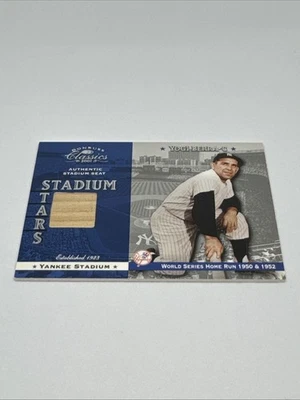 DONRUSS
Classics
2001
AUTHENTIC
STADIUM SEAT
STADIUM
STARS
Established 1923
YANKEE STADIUM
YOGI BERRA-C
WORLD SERIES HOME RUN 1950 & 1952